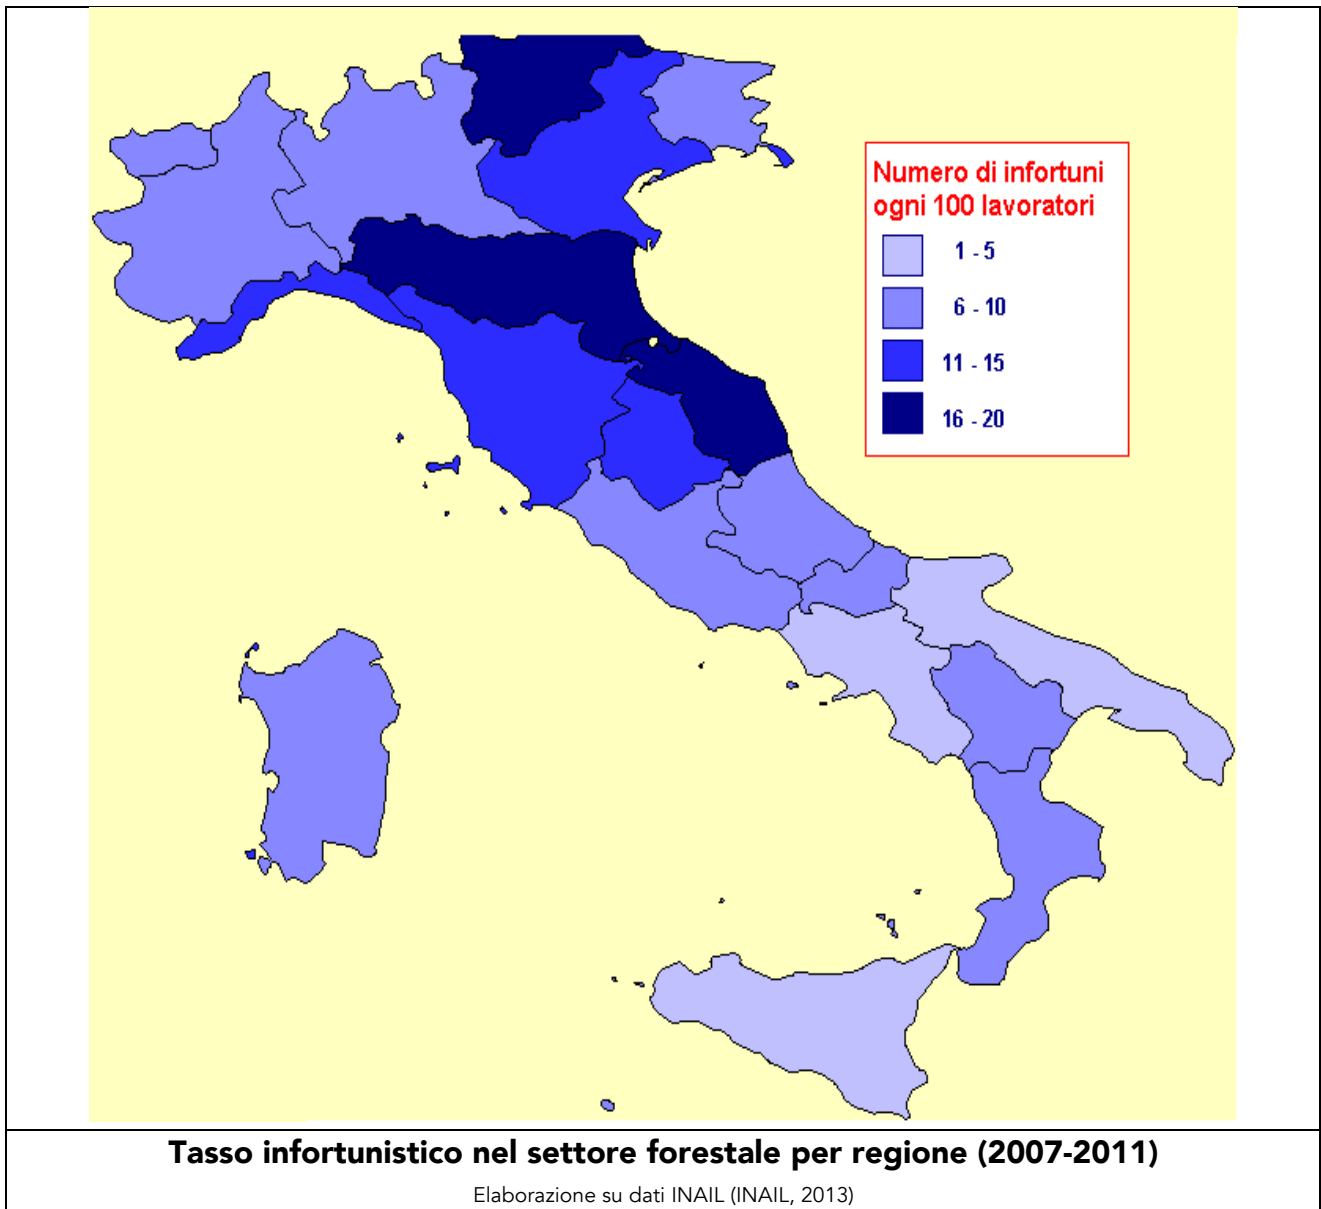 Numero di infortuni
ogni 100 lavoratori
1 - 5
6 - 10
11 - 15
16 - 20
Tasso infortunistico nel settore forestale per regione (2007-2011)
Elaborazione su dati INAIL (INAIL, 2013)